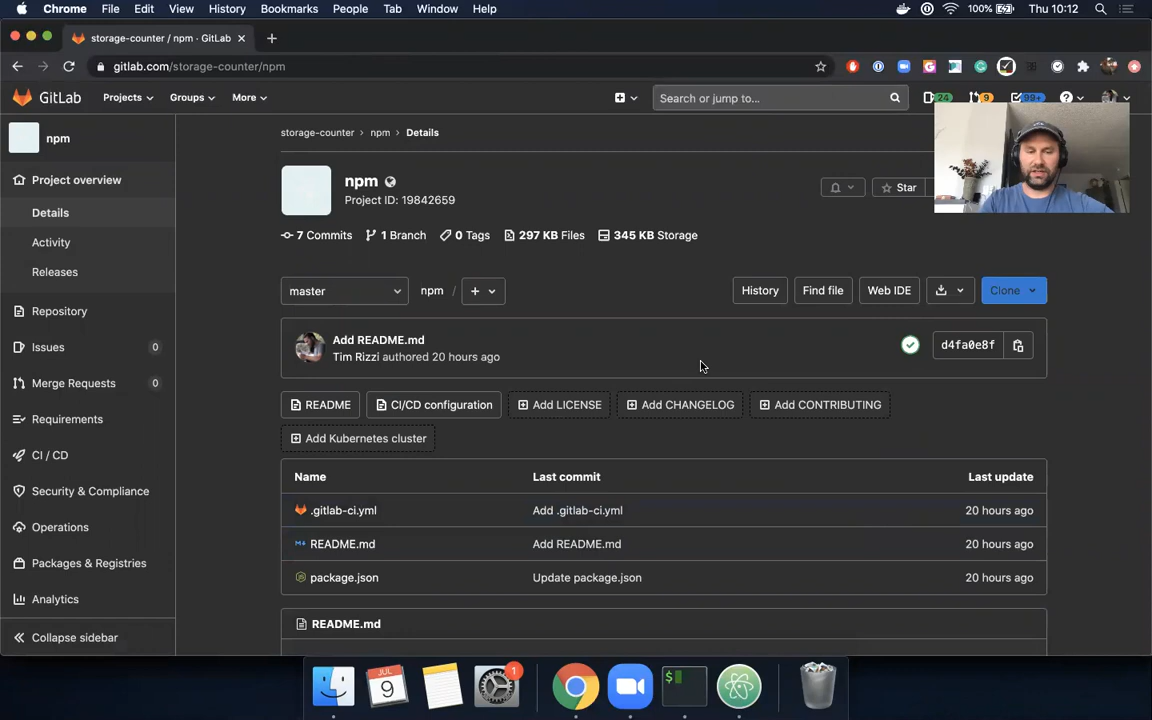 Chrome File Edit View History Bookmarks People Tab Window Help 100% Thu 10:12
storage-counter / npm · GitLab
gitlab.com/storage-counter/npm
GitLab Projects Groups More Search or jump to... 24 9 99+
npm
Project overview
Details
Activity
Releases
Repository
Issues 0
Merge Requests 0
Requirements
CI / CD
Security & Compliance
Operations
Packages & Registries
Analytics
Collapse sidebar
storage-counter > npm > Details
npm
Project ID: 19842659
Star
7 Commits 1 Branch 0 Tags 297 KB Files 345 KB Storage
master npm / + History Find file Web IDE Clone
Add README.md
Tim Rizzi authored 20 hours ago
d4fa0e8f
README CI/CD configuration Add LICENSE Add CHANGELOG Add CONTRIBUTING
Add Kubernetes cluster
Name Last commit Last update
.gitlab-ci.yml Add .gitlab-ci.yml 20 hours ago
README.md Add README.md 20 hours ago
package.json Update package.json 20 hours ago
README.md
JUL
9
1
$